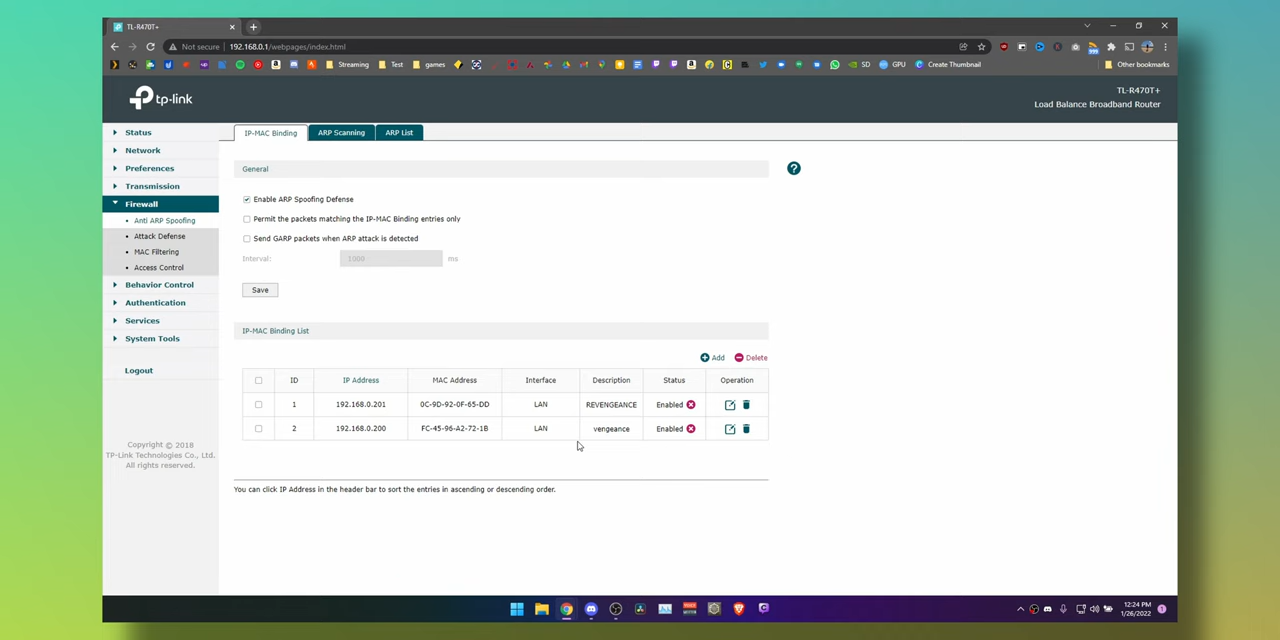 TL-R470T+
Not secure 192.168.0.1/webpages/index.html
Streaming Test games SD GPU Create Thumbnail Other bookmarks
tp-link
TL-R470T+
Load Balance Broadband Router
Status
Network
Preferences
Transmission
Firewall
Anti ARP Spoofing
Attack Defense
MAC Filtering
Access Control
Behavior Control
Authentication
Services
System Tools
Logout
Copyright © 2018
TP-Link Technologies Co., Ltd.
All rights reserved.
IP-MAC Binding ARP Scanning ARP List
General
Enable ARP Spoofing Defense
Permit the packets matching the IP-MAC Binding entries only
Send GARP packets when ARP attack is detected
Interval: 1000 ms
Save
IP-MAC Binding List
Add Delete
ID IP Address MAC Address Interface Description Status Operation
1 192.168.0.201 0C-9D-92-0F-65-DD LAN REVENGEANCE Enabled
2 192.168.0.200 FC-45-96-A2-72-1B LAN vengeance Enabled
You can click IP Address in the header bar to sort the entries in ascending or descending order.
12:24 PM
1/26/2022